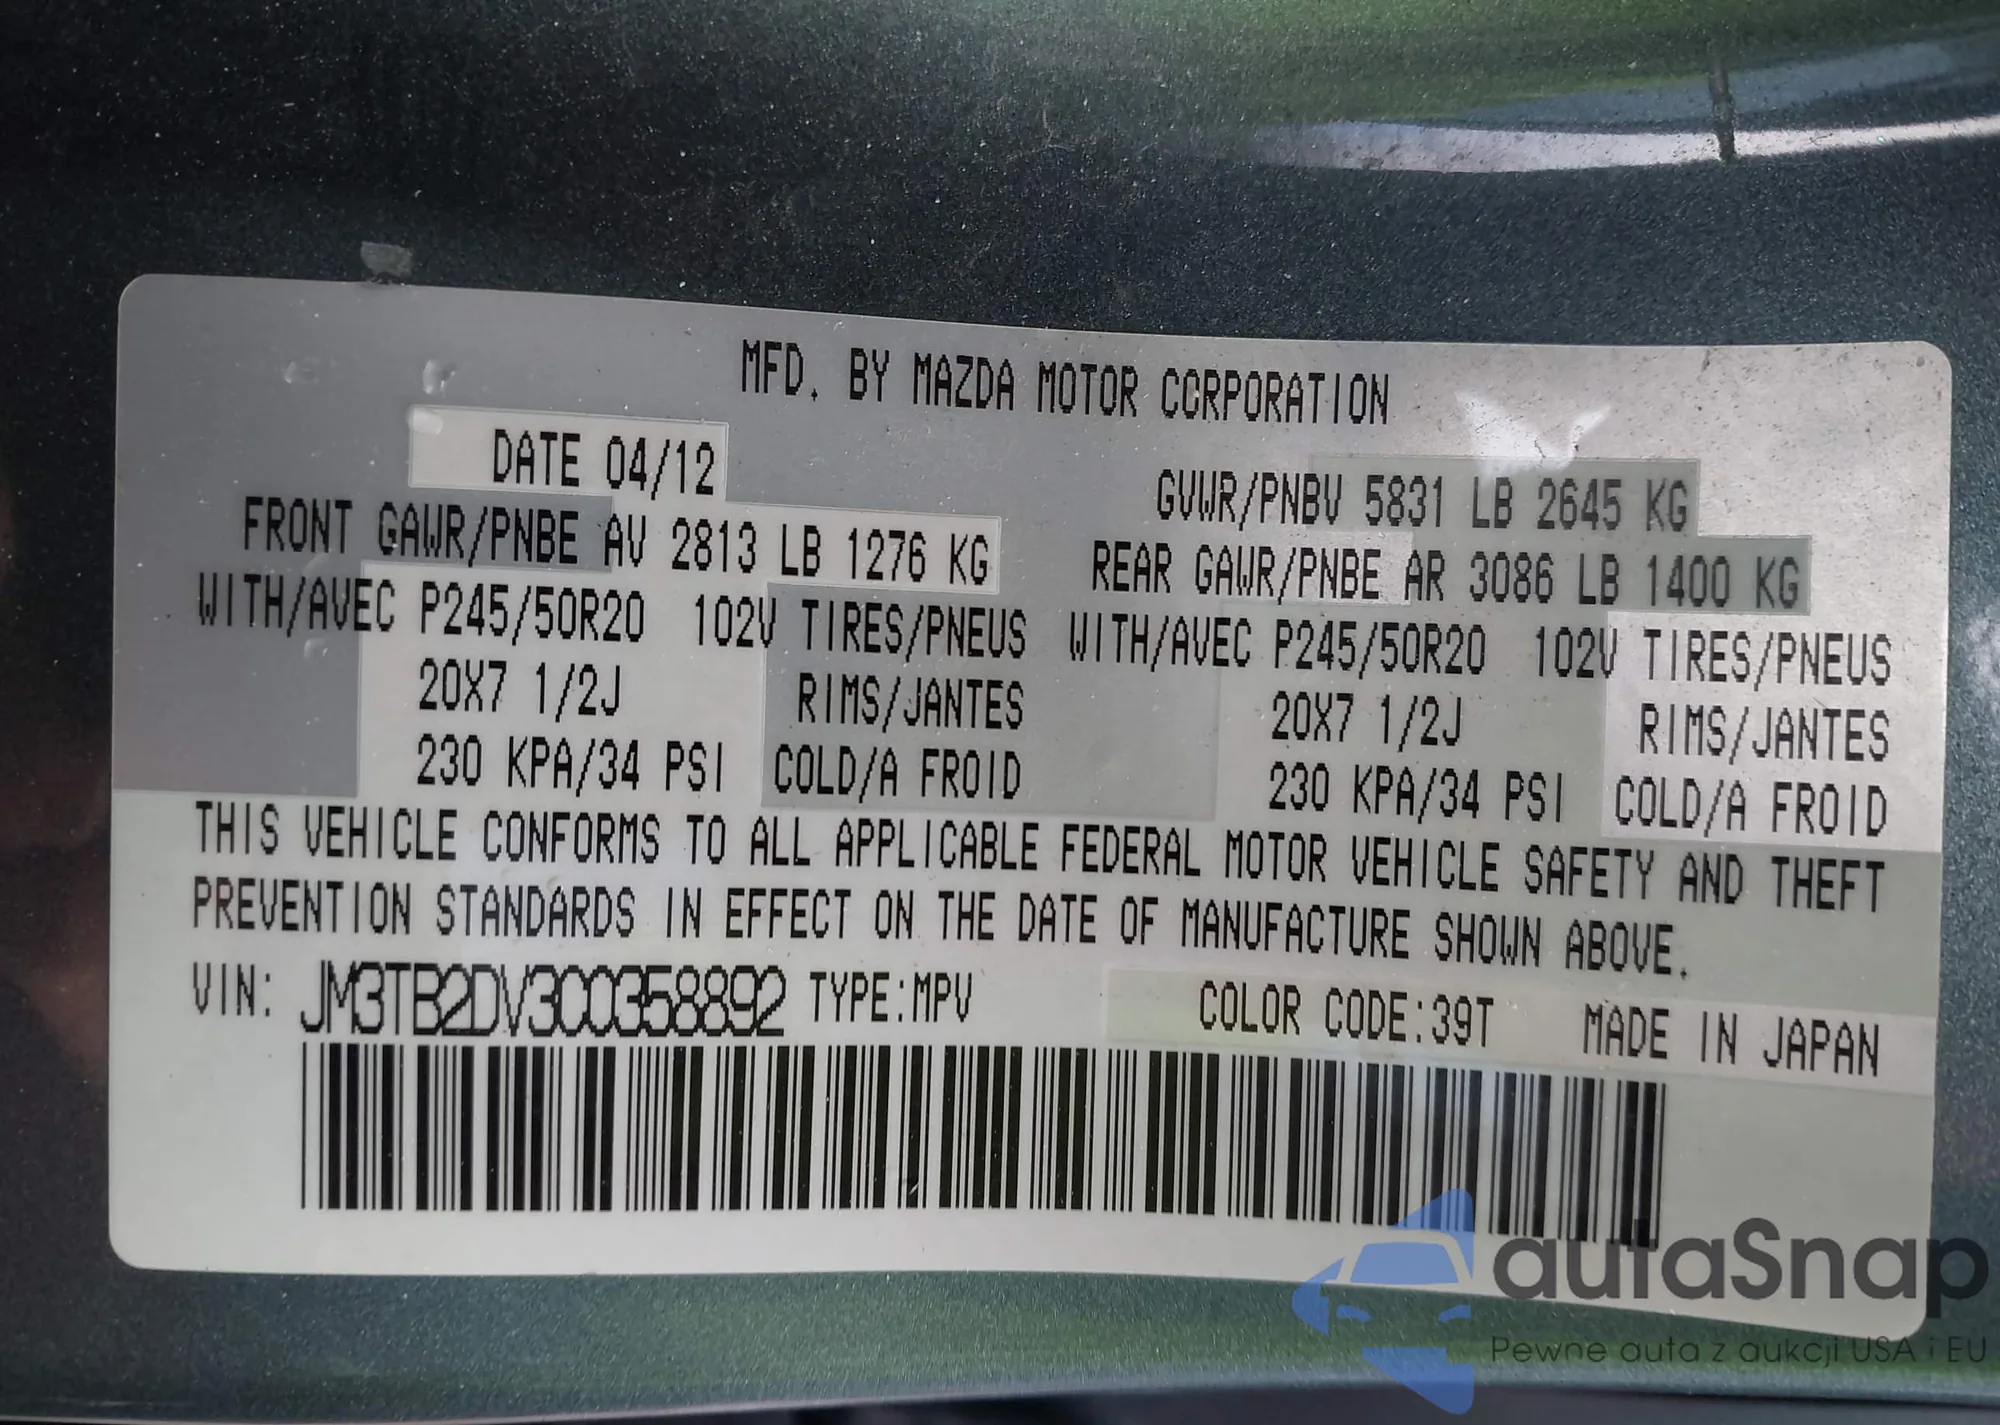 MFD. BY MAZDA MOTOR CORPORATION
DATE 04/12 GVWR/PNBV 5831 LB 2645 KG
FRONT GAWR/PNBE AV 2813 LB 1276 KG REAR GAWR/PNBE AR 3086 LB 1400 KG
WITH/AVEC P245/50R20 102V TIRES/PNEUS WITH/AVEC P245/50R20 102V TIRES/PNEUS
20X7 1/2J RIMS/JANTES 20X7 1/2J RIMS/JANTES
230 KPA/34 PSI COLD/A FROID 230 KPA/34 PSI COLD/A FROID
THIS VEHICLE CONFORMS TO ALL APPLICABLE FEDERAL MOTOR VEHICLE SAFETY AND THEFT
PREVENTION STANDARDS IN EFFECT ON THE DATE OF MANUFACTURE SHOWN ABOVE.
VIN: JM3TB2DV3C0358892 TYPE:MPV COLOR CODE:39T MADE IN JAPAN
autaSnap
Pewne auta z aukcji USA i EU